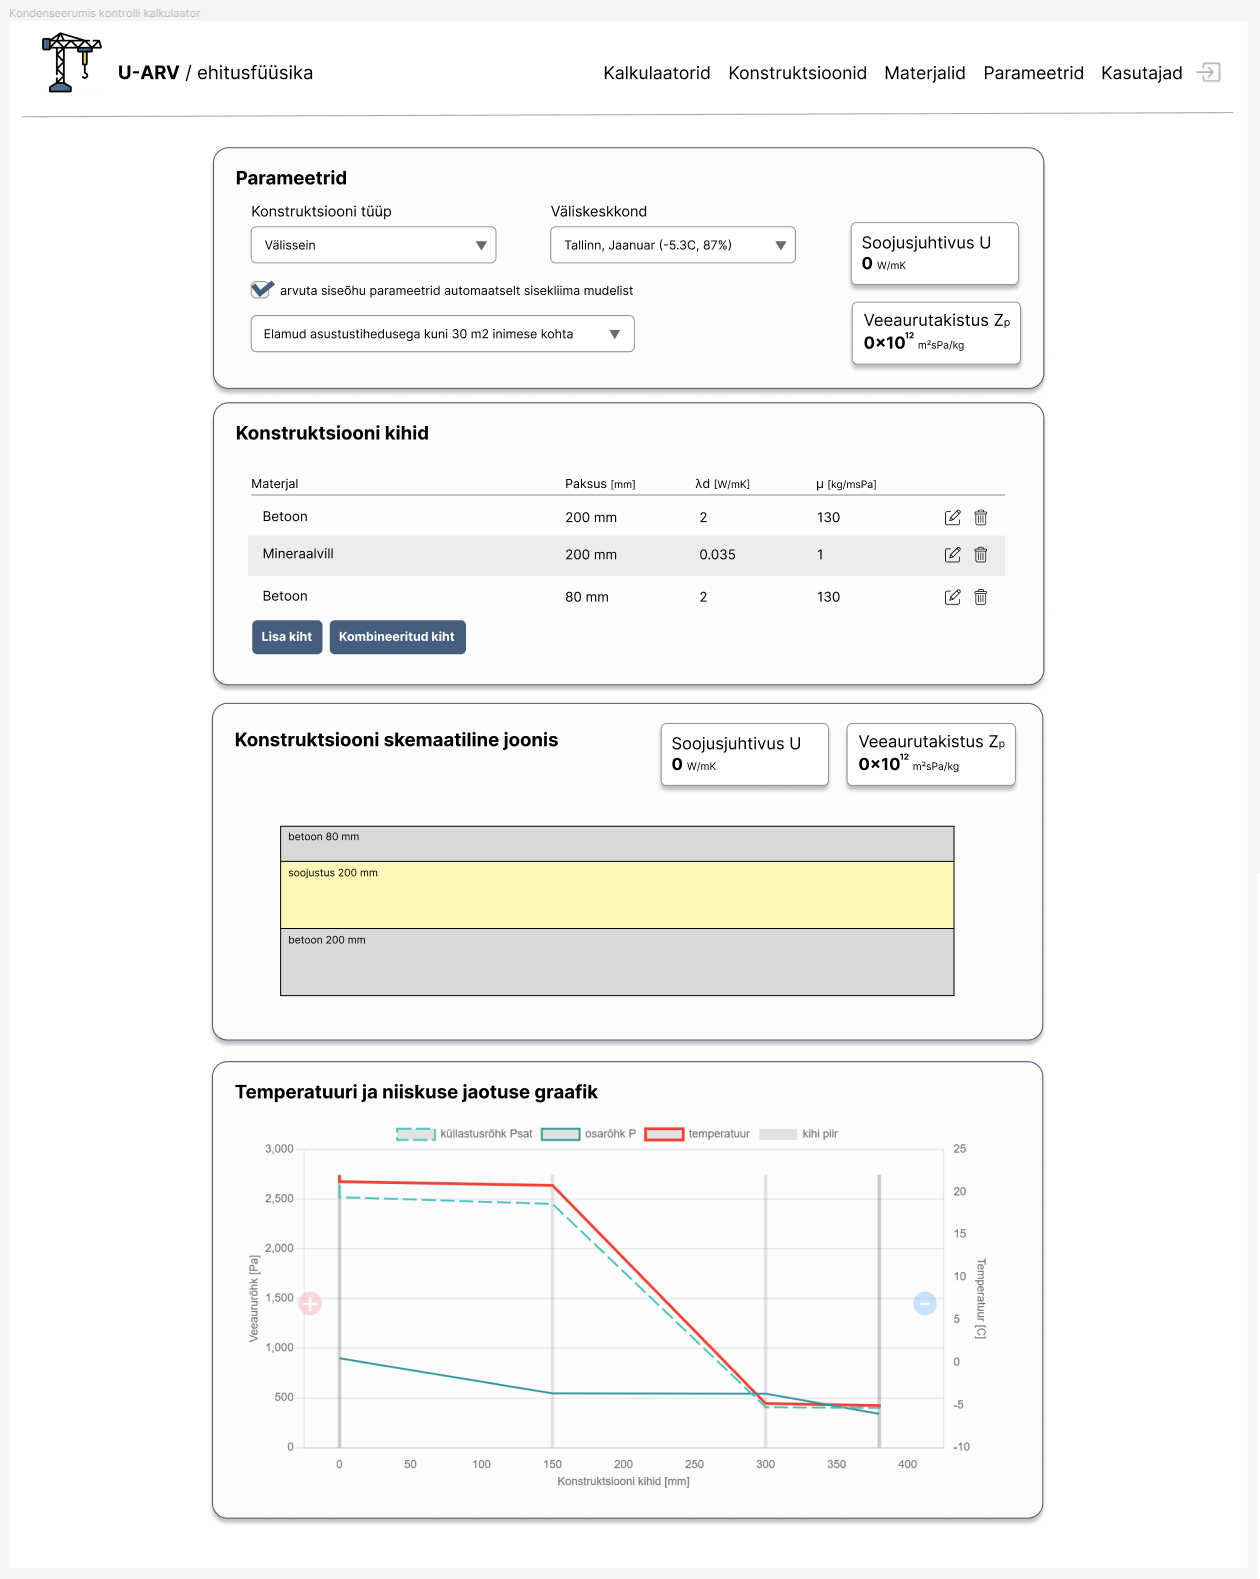 Kondenseerumis kontrolli kalkulaator
U-ARV / ehitusfüüsika
Kalkulaatorid Konstruktsioonid Materjalid Parameetrid Kasutajad
Parameetrid
Konstruktsiooni tüüp Väliskeskkond
Välissein Tallinn, Jaanuar (-5.3C, 87%)
Soojusjuhtivus U
0 W/mK
arvuta siseõhu parameetrid automaatselt sisekliima mudelist
Elamud asustustihedusega kuni 30 m2 inimese kohta
Veeaurutakistus Zp
0×10¹² m²sPa/kg
Konstruktsiooni kihid
Materjal Paksus [mm] λd [W/mK] μ [kg/msPa]
Betoon 200 mm 2 130
Mineraalvill 200 mm 0.035 1
Betoon 80 mm 2 130
Lisa kiht Kombineeritud kiht
Konstruktsiooni skemaatiline joonis
Soojusjuhtivus U
0 W/mK
Veeaurutakistus Zp
0×10¹² m²sPa/kg
betoon 80 mm
soojustus 200 mm
betoon 200 mm
Temperatuuri ja niiskuse jaotuse graafik
küllastusrõhk Psat osarõhk P temperatuur kihi piir
3,000
2,500
2,000
1,500
1,000
500
0
Veeaururõhk [Pa]
25
20
15
10
5
0
-5
-10
Temperatuur [C]
0 50 100 150 200 250 300 350 400
Konstruktsiooni kihid [mm]